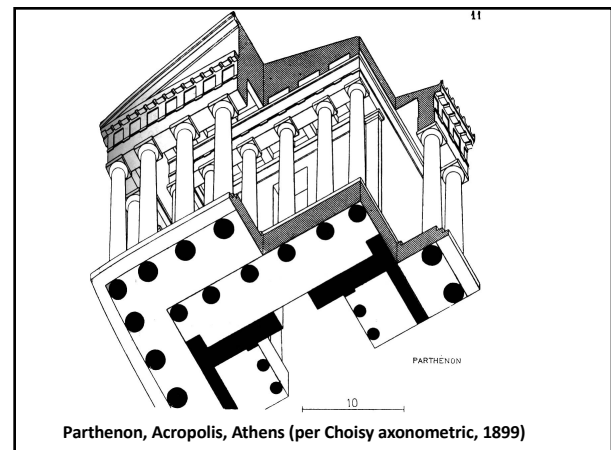 11
PARTHENON
10
Parthenon, Acropolis, Athens (per Choisy axonometric, 1899)